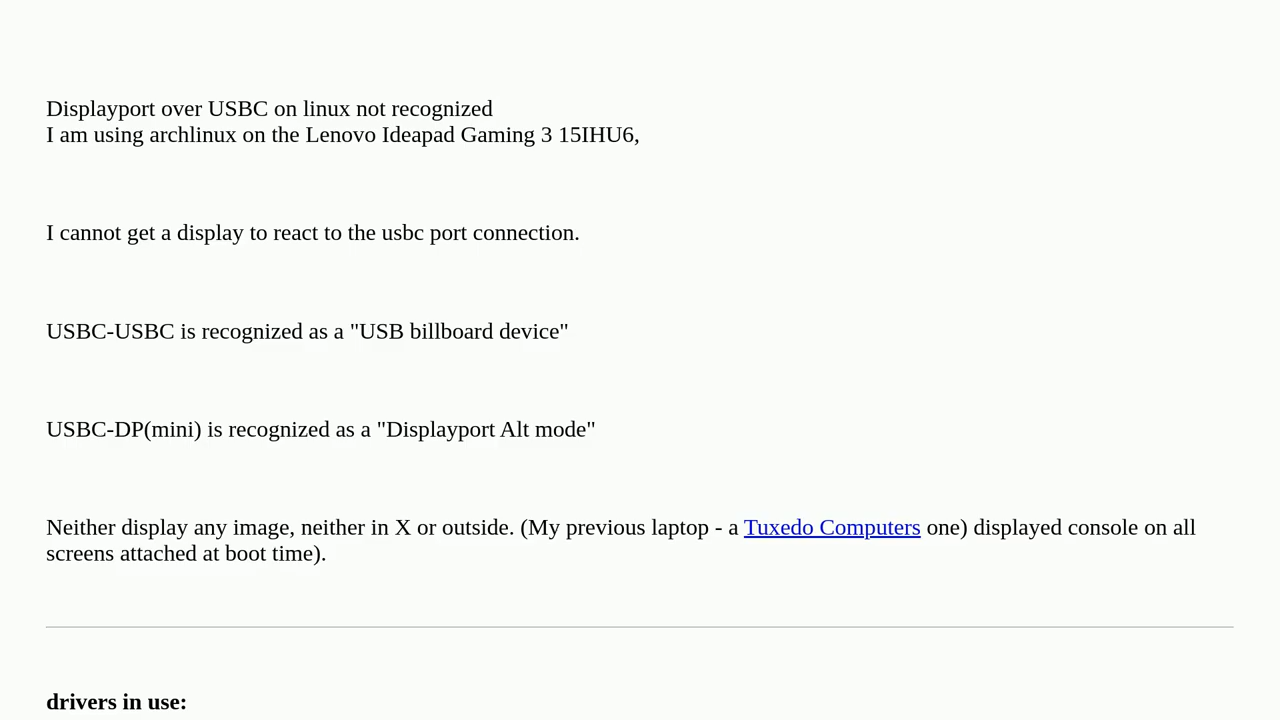 Displayport over USBC on linux not recognized
I am using archlinux on the Lenovo Ideapad Gaming 3 15IHU6,
I cannot get a display to react to the usbc port connection.
USBC-USBC is recognized as a "USB billboard device"
USBC-DP(mini) is recognized as a "Displayport Alt mode"
Neither display any image, neither in X or outside. (My previous laptop - a Tuxedo Computers one) displayed console on all
screens attached at boot time).
drivers in use: